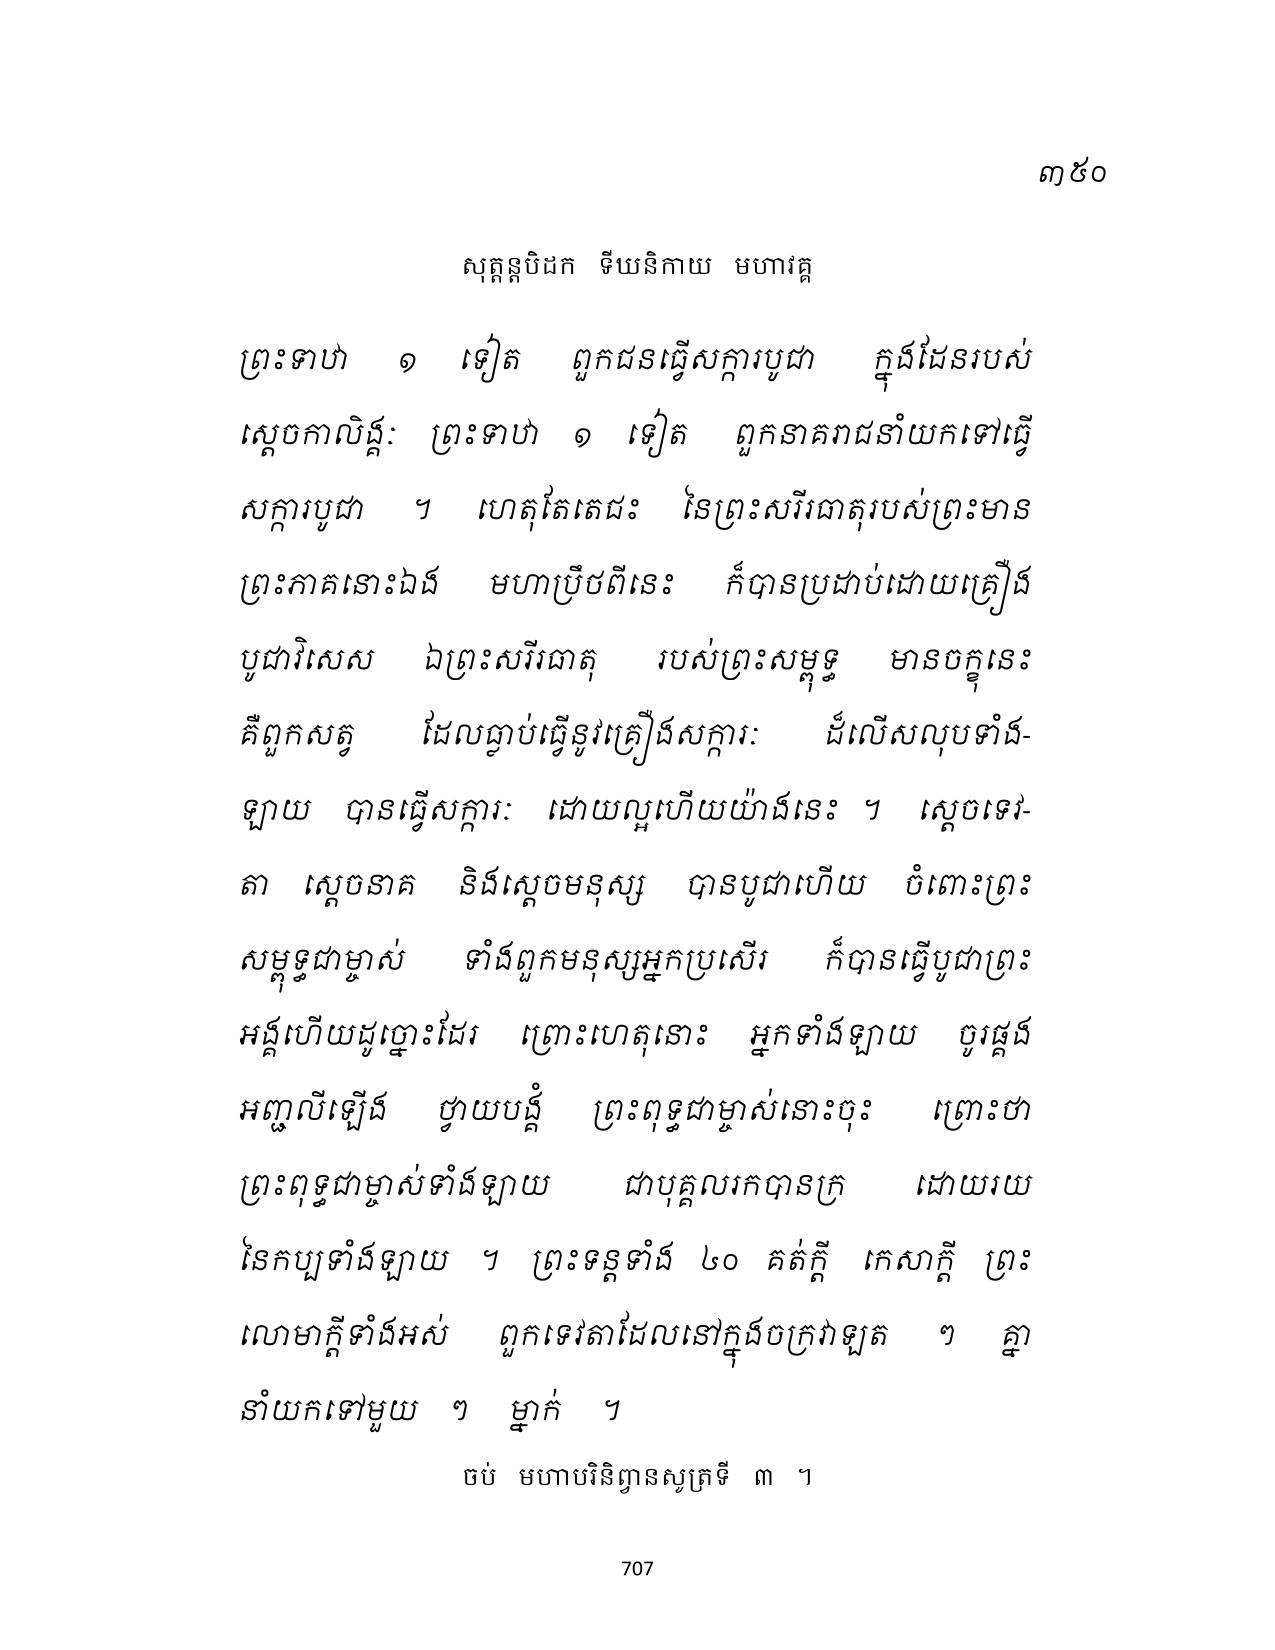 ៣៥០
សុត្តន្តបិដក ទីឃនិកាយ មហាវគ្គ
ព្រះទាឋា ១ ទៀត ពួកជនធ្វើសក្ការបូជា ក្នុងដែនរបស់
ស្តេចកាលិង្គៈ ព្រះទាឋា ១ ទៀត ពួកនាគរាជនាំយកទៅធ្វើ
សក្ការបូជា ។ ហេតុតែតេជះ នៃព្រះសរីរធាតុរបស់ព្រះមាន
ព្រះភាគនោះឯង មហាប្រឹថពីនេះ ក៏បានប្រដាប់ដោយគ្រឿង
បូជាវិសេស ឯព្រះសរីរធាតុ របស់ព្រះសម្ពុទ្ធ មានចក្ខុនេះ
គឺពួកសត្វ ដែលធ្លាប់ធ្វើនូវគ្រឿងសក្ការៈ ដ៏លើសលុបទាំង-
ឡាយ បានធ្វើសក្ការៈ ដោយល្អហើយយ៉ាងនេះ ។ ស្តេចទេវ-
តា ស្តេចនាគ និងស្តេចមនុស្ស បានបូជាហើយ ចំពោះព្រះ
សម្ពុទ្ធជាម្ចាស់ ទាំងពួកមនុស្សអ្នកប្រសើរ ក៏បានធ្វើបូជាព្រះ
អង្គហើយដូច្នោះដែរ ព្រោះហេតុនោះ អ្នកទាំងឡាយ ចូរផ្គង
អញ្ជលីឡើង ថ្វាយបង្គំ ព្រះពុទ្ធជាម្ចាស់នោះចុះ ព្រោះថា
ព្រះពុទ្ធជាម្ចាស់ទាំងឡាយ ជាបុគ្គលរកបានក្រ ដោយរយ
នៃកប្បទាំងឡាយ ។ ព្រះទន្តទាំង ៤០ គត់ក្តី កេសាក្តី ព្រះ
លោមាក្តីទាំងអស់ ពួកទេវតាដែលនៅក្នុងចក្រវាឡត ៗ គ្នា
នាំយកទៅមួយ ៗ ម្នាក់ ។
ចប់ មហាបរិនិព្វានសូត្រទី ៣ ។
707